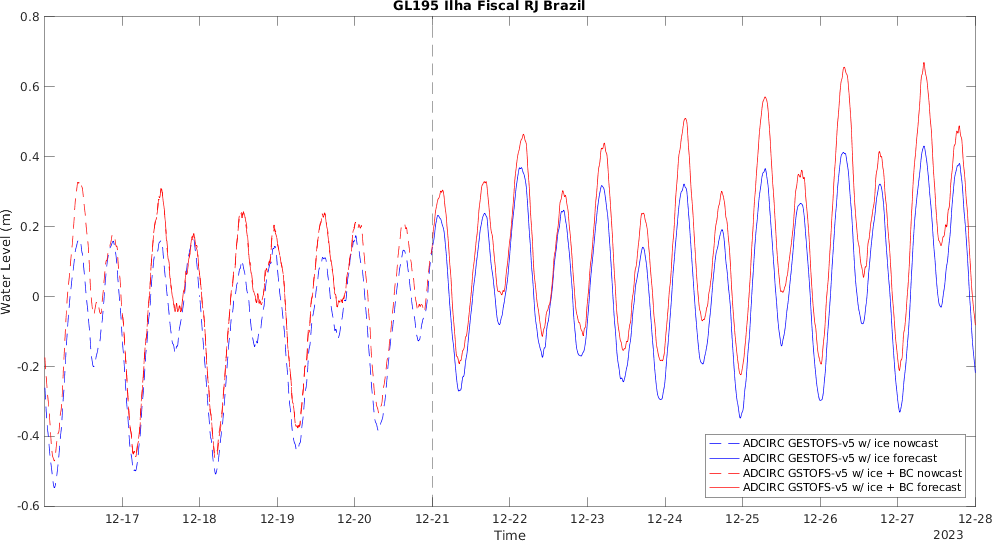 GL195 Ilha Fiscal RJ Brazil
0.8
0.6
0.4
0.2
0
-0.2
-0.4
-0.6
Water Level (m)
ADCIRC GESTOFS-v5 w/ ice nowcast
ADCIRC GESTOFS-v5 w/ ice forecast
ADCIRC GSTOFS-v5 w/ ice + BC nowcast
ADCIRC GSTOFS-v5 w/ ice + BC forecast
12-17 12-18 12-19 12-20 12-21 12-22 12-23 12-24 12-25 12-26 12-27 12-28
Time
2023